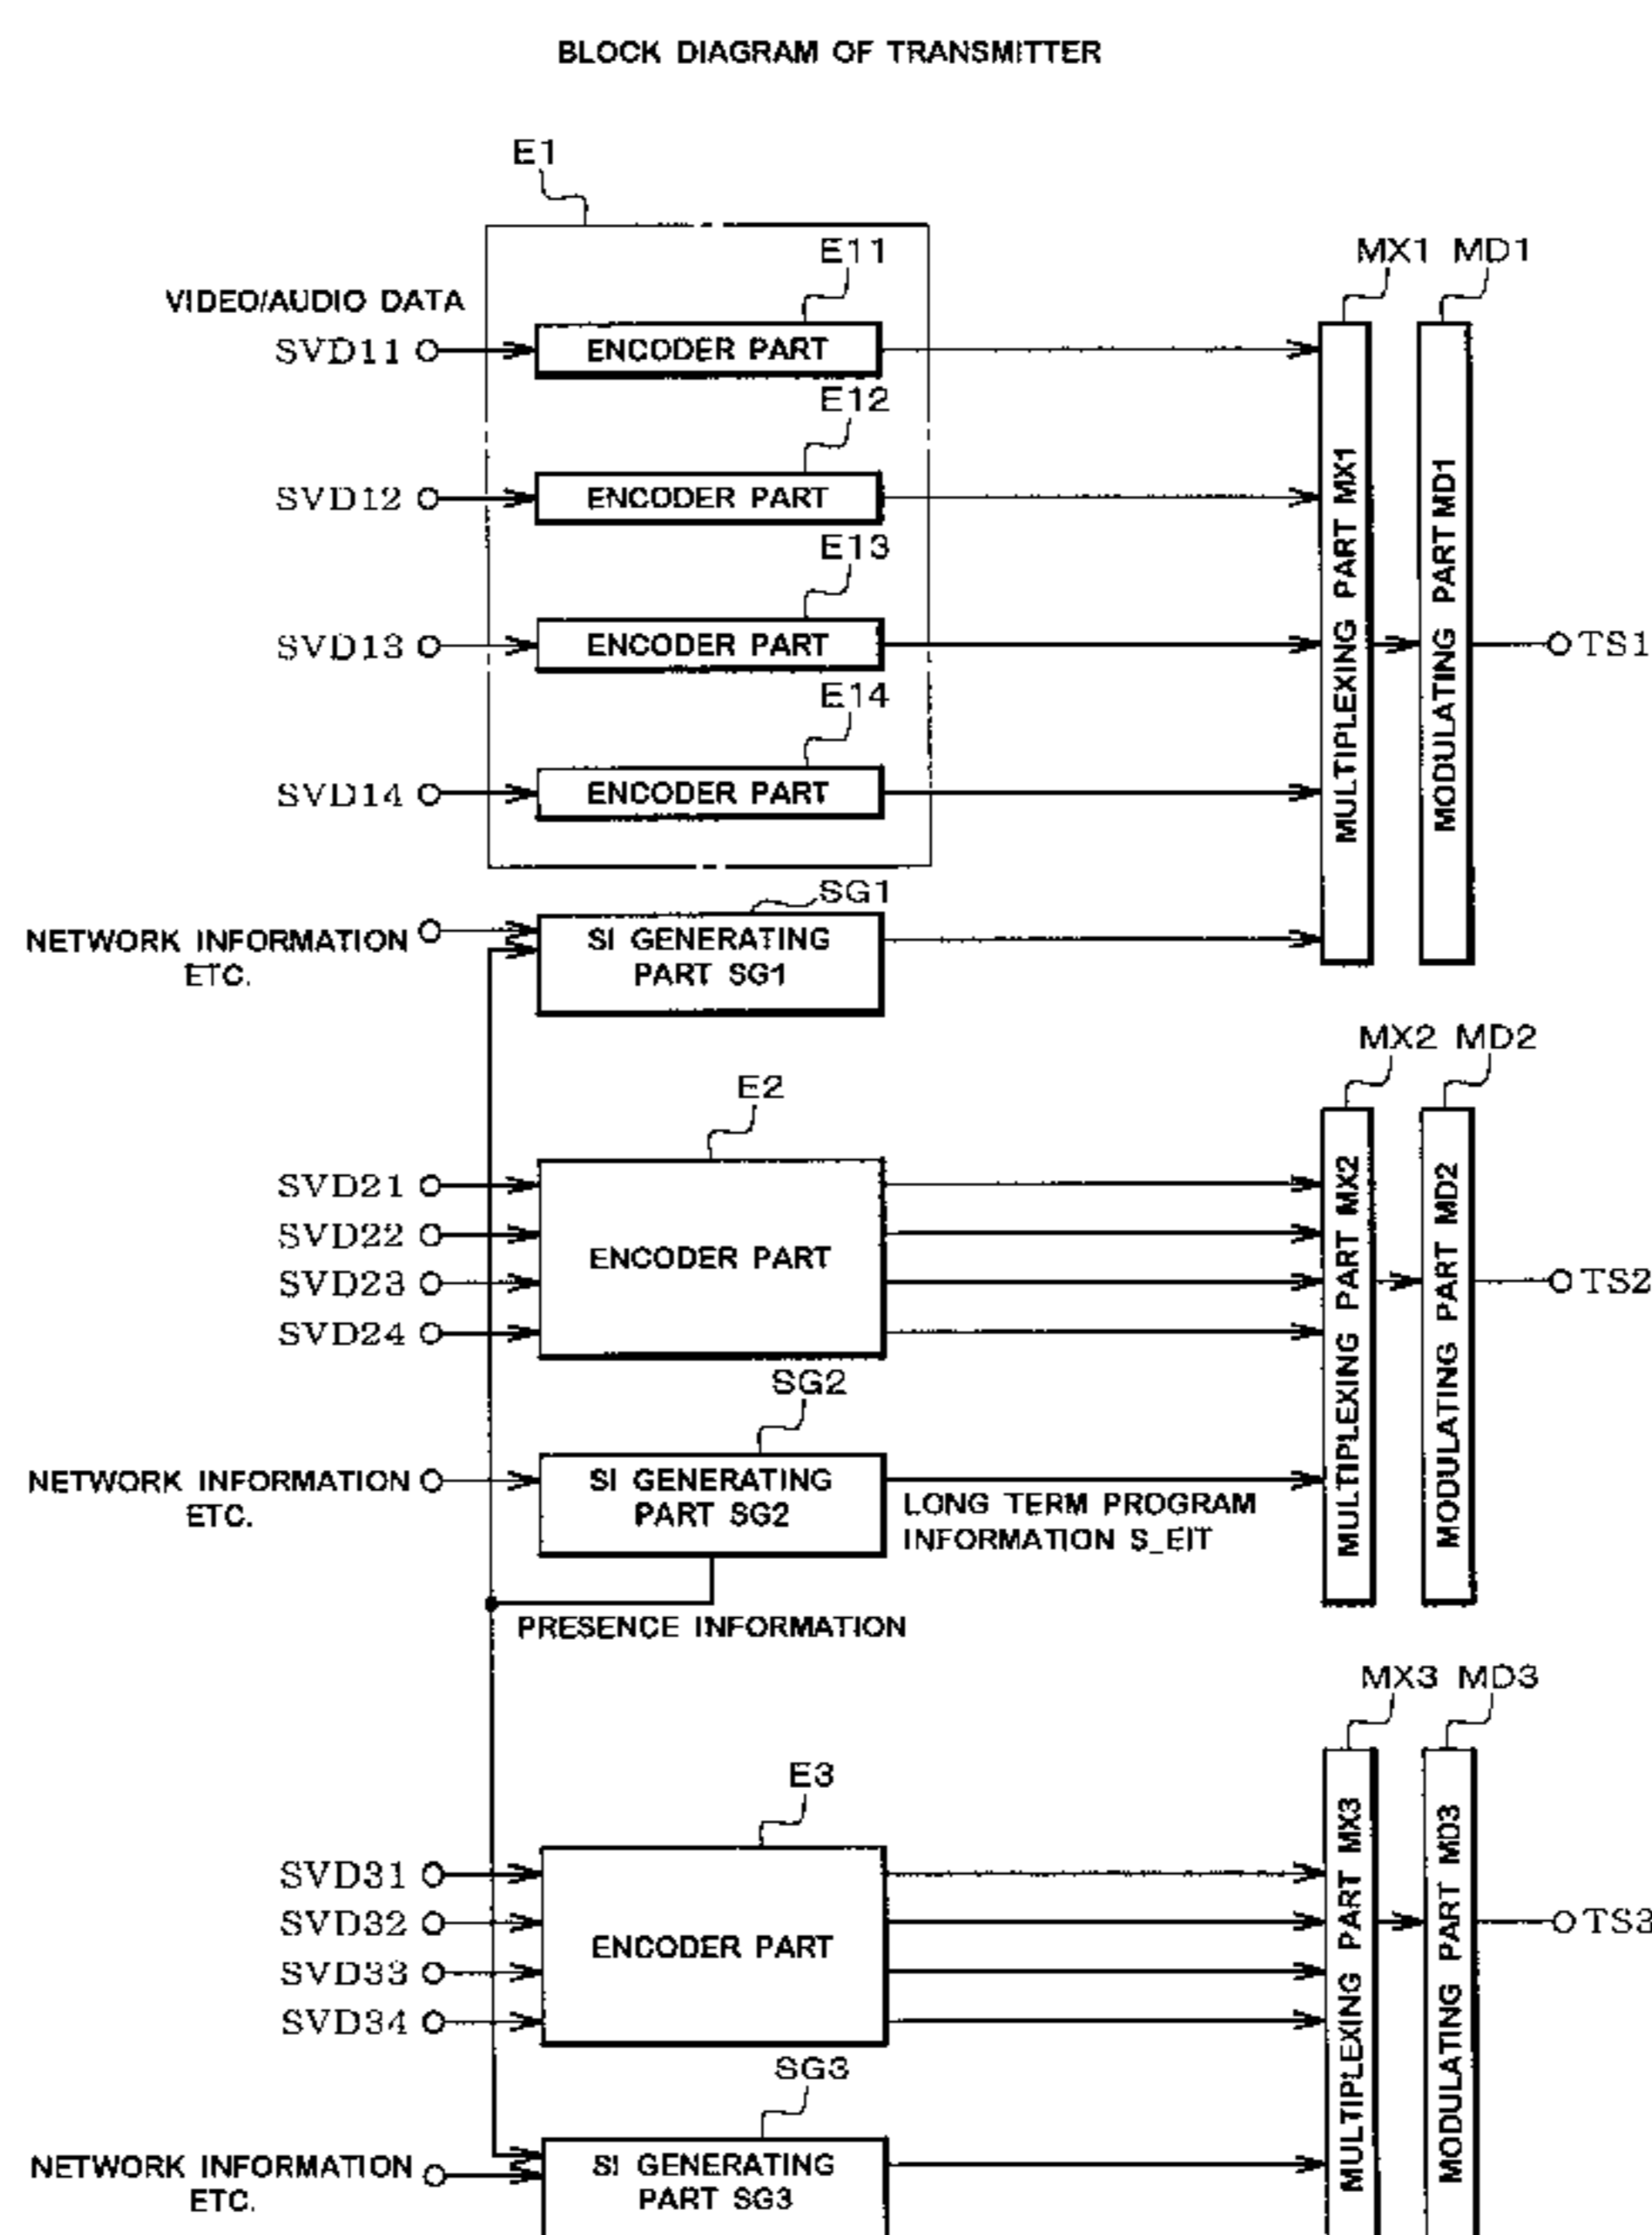 BLOCK DIAGRAM OF TRANSMITTER
E1
E11
MX1 MD1
VIDEO/AUDIO DATA
SVD11
ENCODER PART
E12
SVD12
ENCODER PART
E13
SVD13
ENCODER PART
E14
SVD14
ENCODER PART
MULTIPLEXING PART MX1
MODULATING PART MD1
TS1
SG1
NETWORK INFORMATION
ETC.
SI GENERATING
PART SG1
MX2 MD2
E2
SVD21
SVD22
SVD23
SVD24
ENCODER PART
MULTIPLEXING PART MX2
MODULATING PART MD2
TS2
SG2
NETWORK INFORMATION
ETC.
SI GENERATING
PART SG2
LONG TERM PROGRAM
INFORMATION S_EIT
PRESENCE INFORMATION
MX3 MD3
E3
SVD31
SVD32
SVD33
SVD34
ENCODER PART
MULTIPLEXING PART MX3
MODULATING PART MD3
TS3
SG3
NETWORK INFORMATION
ETC.
SI GENERATING
PART SG3